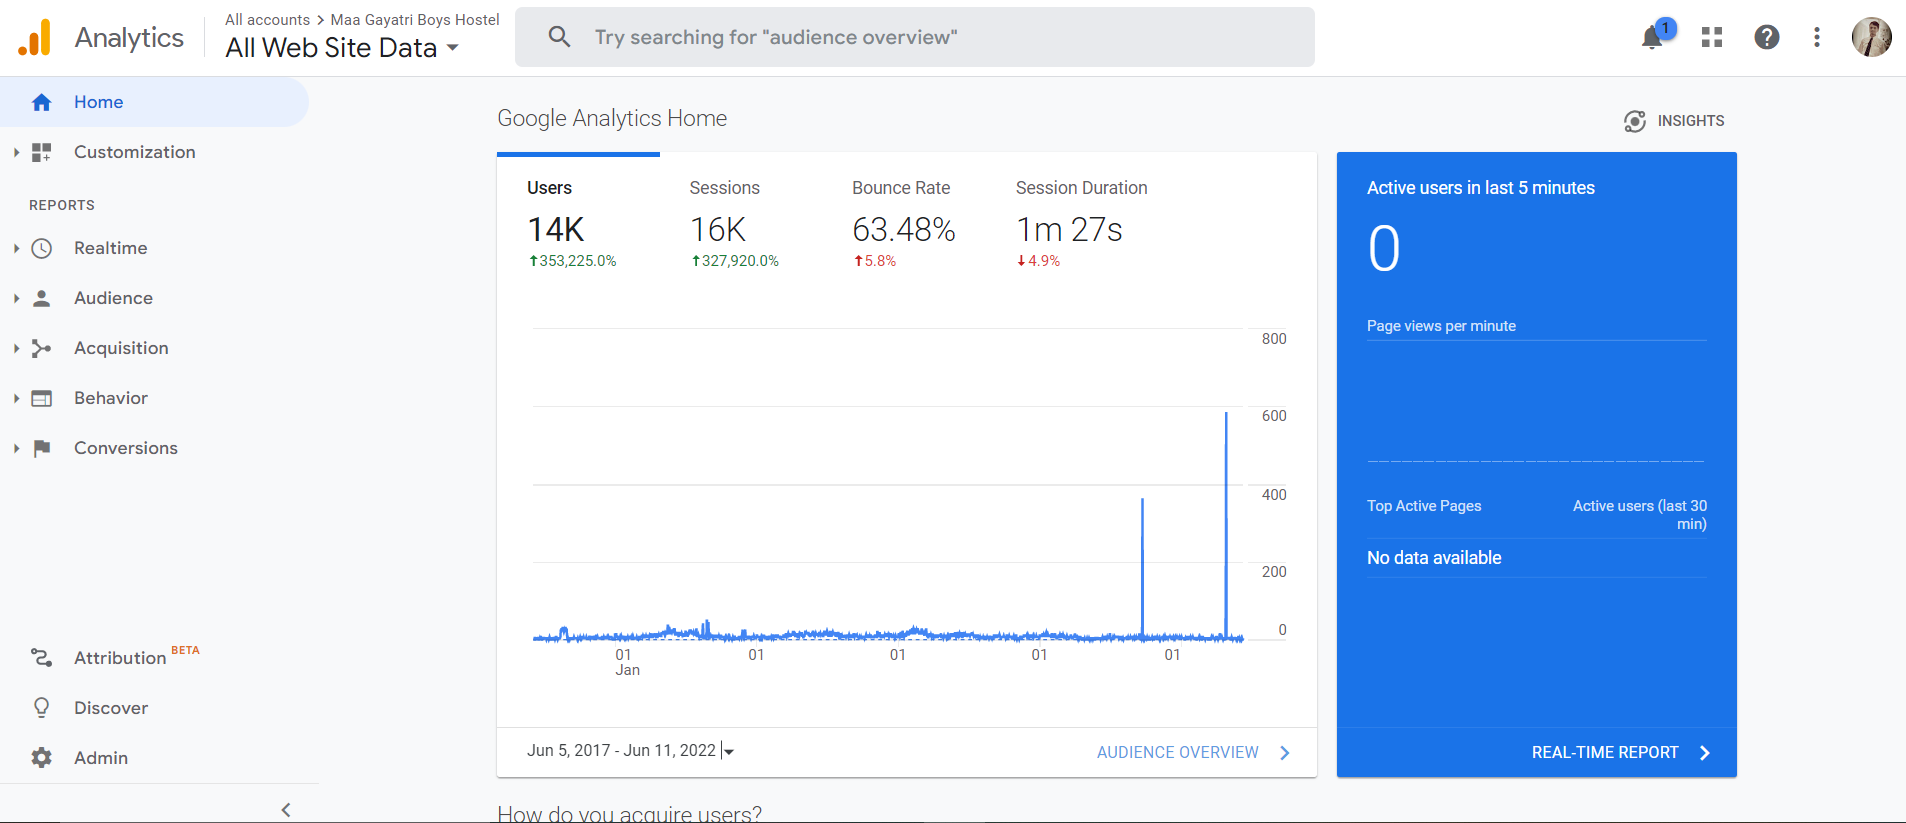 Analytics
All accounts > Maa Gayatri Boys Hostel
All Web Site Data
Try searching for "audience overview"
1
Home
Customization
REPORTS
Realtime
Audience
Acquisition
Behavior
Conversions
Attribution BETA
Discover
Admin
Google Analytics Home
INSIGHTS
Users
14K
353,225.0%
Sessions
16K
327,920.0%
Bounce Rate
63.48%
5.8%
Session Duration
1m 27s
4.9%
800
600
400
200
0
01 Jan
01
01
01
01
Jun 5, 2017 - Jun 11, 2022
AUDIENCE OVERVIEW
Active users in last 5 minutes
0
Page views per minute
Top Active Pages
Active users (last 30
min)
No data available
REAL-TIME REPORT
How do you acquire users?